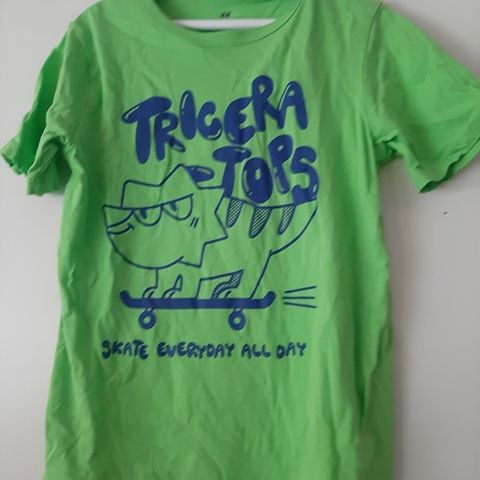 H&M
TRICERA
TOPS
SKATE EVERYDAY ALL DAY